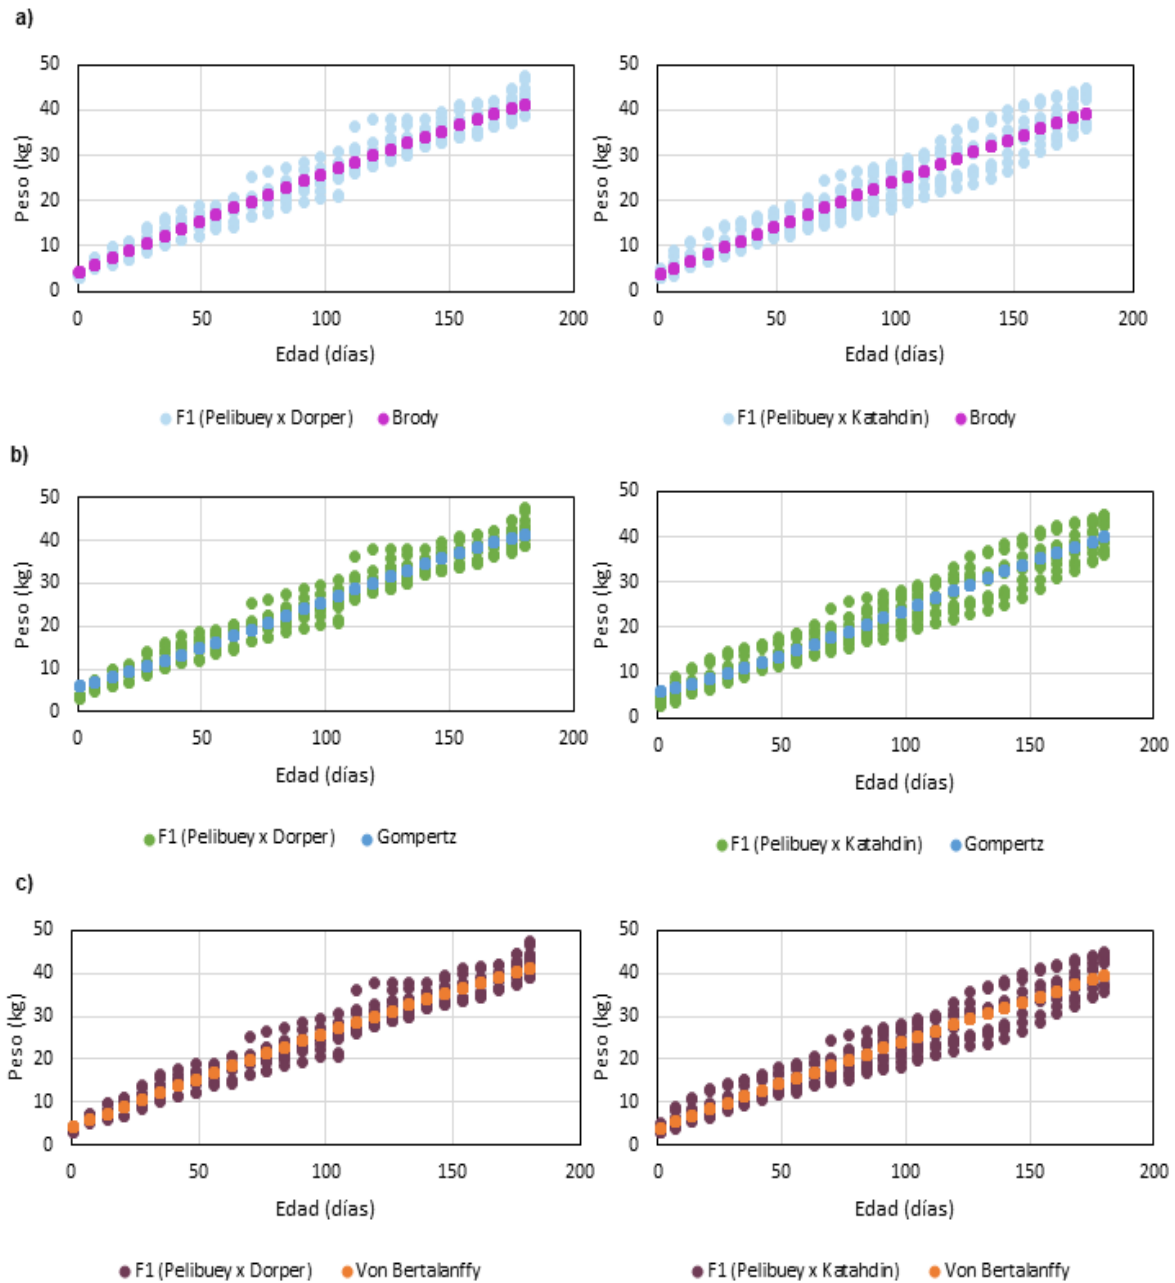 a)
50
40
30
20
10
0
Peso (kg)
0 50 100 150 200
Edad (días)
F1 (Pelibuey x Dorper) Brody
50
40
30
20
10
0
Peso (kg)
0 50 100 150 200
Edad (días)
F1 (Pelibuey x Katahdin) Brody
b)
50
40
30
20
10
0
Peso (kg)
0 50 100 150 200
Edad (días)
F1 (Pelibuey x Dorper) Gompertz
50
40
30
20
10
0
Peso (kg)
0 50 100 150 200
Edad (días)
F1 (Pelibuey x Katahdin) Gompertz
c)
50
40
30
20
10
0
Peso (kg)
0 50 100 150 200
Edad (días)
F1 (Pelibuey x Dorper) Von Bertalanffy
50
40
30
20
10
0
Peso (kg)
0 50 100 150 200
Edad (días)
F1 (Pelibuey x Katahdin) Von Bertalanffy